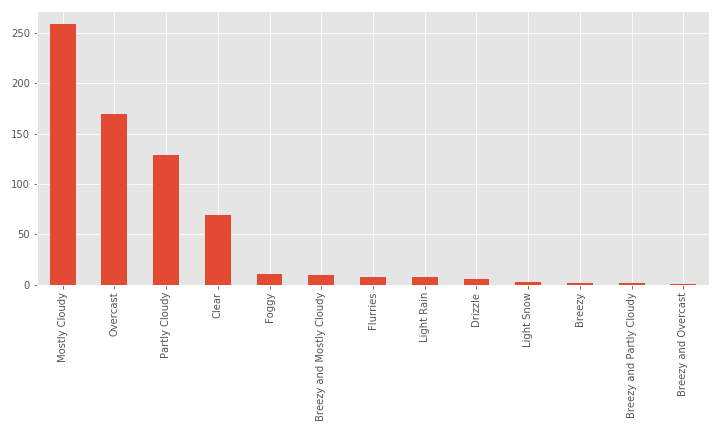 250
200
150
100
50
0
Mostly Cloudy
Overcast
Partly Cloudy
Clear
Foggy
Breezy and Mostly Cloudy
Flurries
Light Rain
Drizzle
Light Snow
Breezy
Breezy and Partly Cloudy
Breezy and Overcast